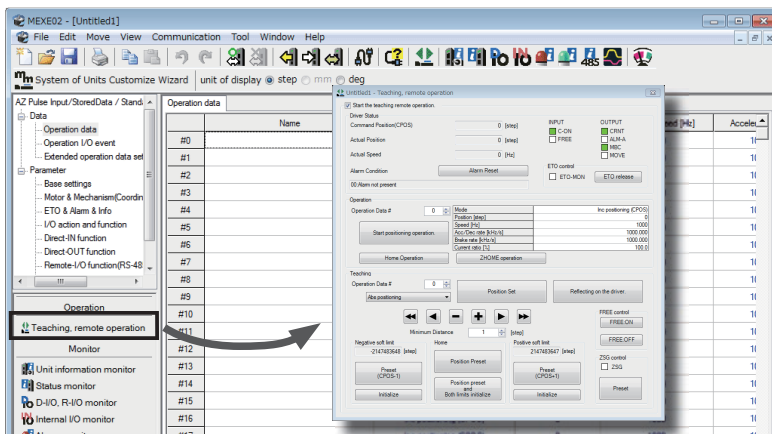 MEXE02 - [Untitled1]
File Edit Move View Communication Tool Window Help
System of Units Customize Wizard unit of display step mm deg
AZ Pulse Input/StoredData / Standa
Data
Operation data
Operation I/O event
Extended operation data set
Parameter
Base settings
Motor & Mechanism(Coordin
ETO & Alarm & Info
I/O action and function
Direct-IN function
Direct-OUT function
Remote-I/O function(RS-48
Operation
Teaching, remote operation
Monitor
Unit information monitor
Status monitor
D-I/O, R-I/O monitor
Internal I/O monitor
Operation data
Name
[Hz]
#0
#1
#2
#3
#4
#5
#6
#7
#8
#9
#10
#11
#12
#13
#14
#15
#16
Untitled1 - Teaching, remote operation
Start the teaching remote operation.
Driver Status
Command Position(CPOS) 0 [step]
Actual Position 0 [step]
Actual Speed 0 [Hz]
Alarm Condition Alarm Reset
00:Alarm not present
INPUT OUTPUT
C-ON CRNT
FREE ALM-A
MBC
MOVE
ETO control
ETO-MON ETO release
Operation
Operation Data # 0
Start positioning operation.
Mode Inc positioning (CPOS)
Position [step] 0
Speed [Hz] 1000
Acc/Dec rate [kHz/s] 1000.000
Brake rate [kHz/s] 1000.000
Current ratio [%] 100.0
Home Operation ZHOME operation
Teaching
Operation Data # 0
Abs positioning
Position Set Reflecting on the driver.
Minimum Distance 1 [step]
Negative soft limit Home Positive soft limit
-2147483648 [step] 2147483647 [step]
Preset
(CPOS-1)
Position Preset
Preset
(CPOS+1)
Initialize
Position preset
and
Both limits initialize
Initialize
FREE control
FREE.ON
FREE.OFF
ZSG control
ZSG
Preset